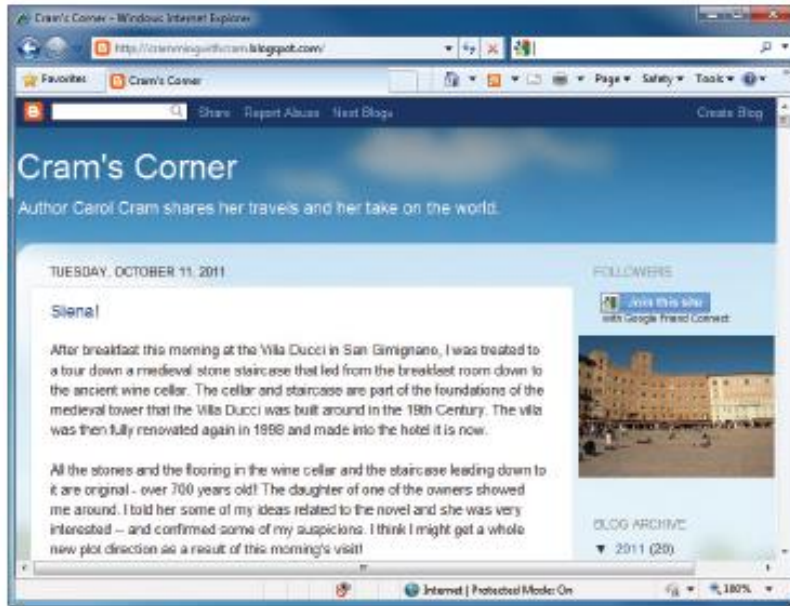 Cram's Corner - Windows Internet Explorer
http://crammingwithcram.blogspot.com/
Favorites Cram's Corner Page Safety Tools
Share Report Abuse Next Blog» Create Blog
Cram's Corner
Author Carol Cram shares her travels and her take on the world.
TUESDAY, OCTOBER 11, 2011
Siena!
After breakfast this morning at the Villa Ducci in San Gimignano, I was treated to
a tour down a medieval stone staircase that led from the breakfast room down to
the ancient wine cellar. The cellar and staircase are part of the foundations of the
medieval tower that the Villa Ducci was built around in the 19th Century. The villa
was then fully renovated again in 1998 and made into the hotel it is now.
All the stones and the flooring in the wine cellar and the staircase leading down to
it are original - over 700 years old! The daughter of one of the owners showed
me around. I told her some of my ideas related to the novel and she was very
interested – and confirmed some of my suspicions. I think I might get a whole
new plot direction as a result of this morning's visit!
FOLLOWERS
Join this site
with Google Friend Connect
BLOG ARCHIVE
▼ 2011 (20)
Internet | Protected Mode: On 100%